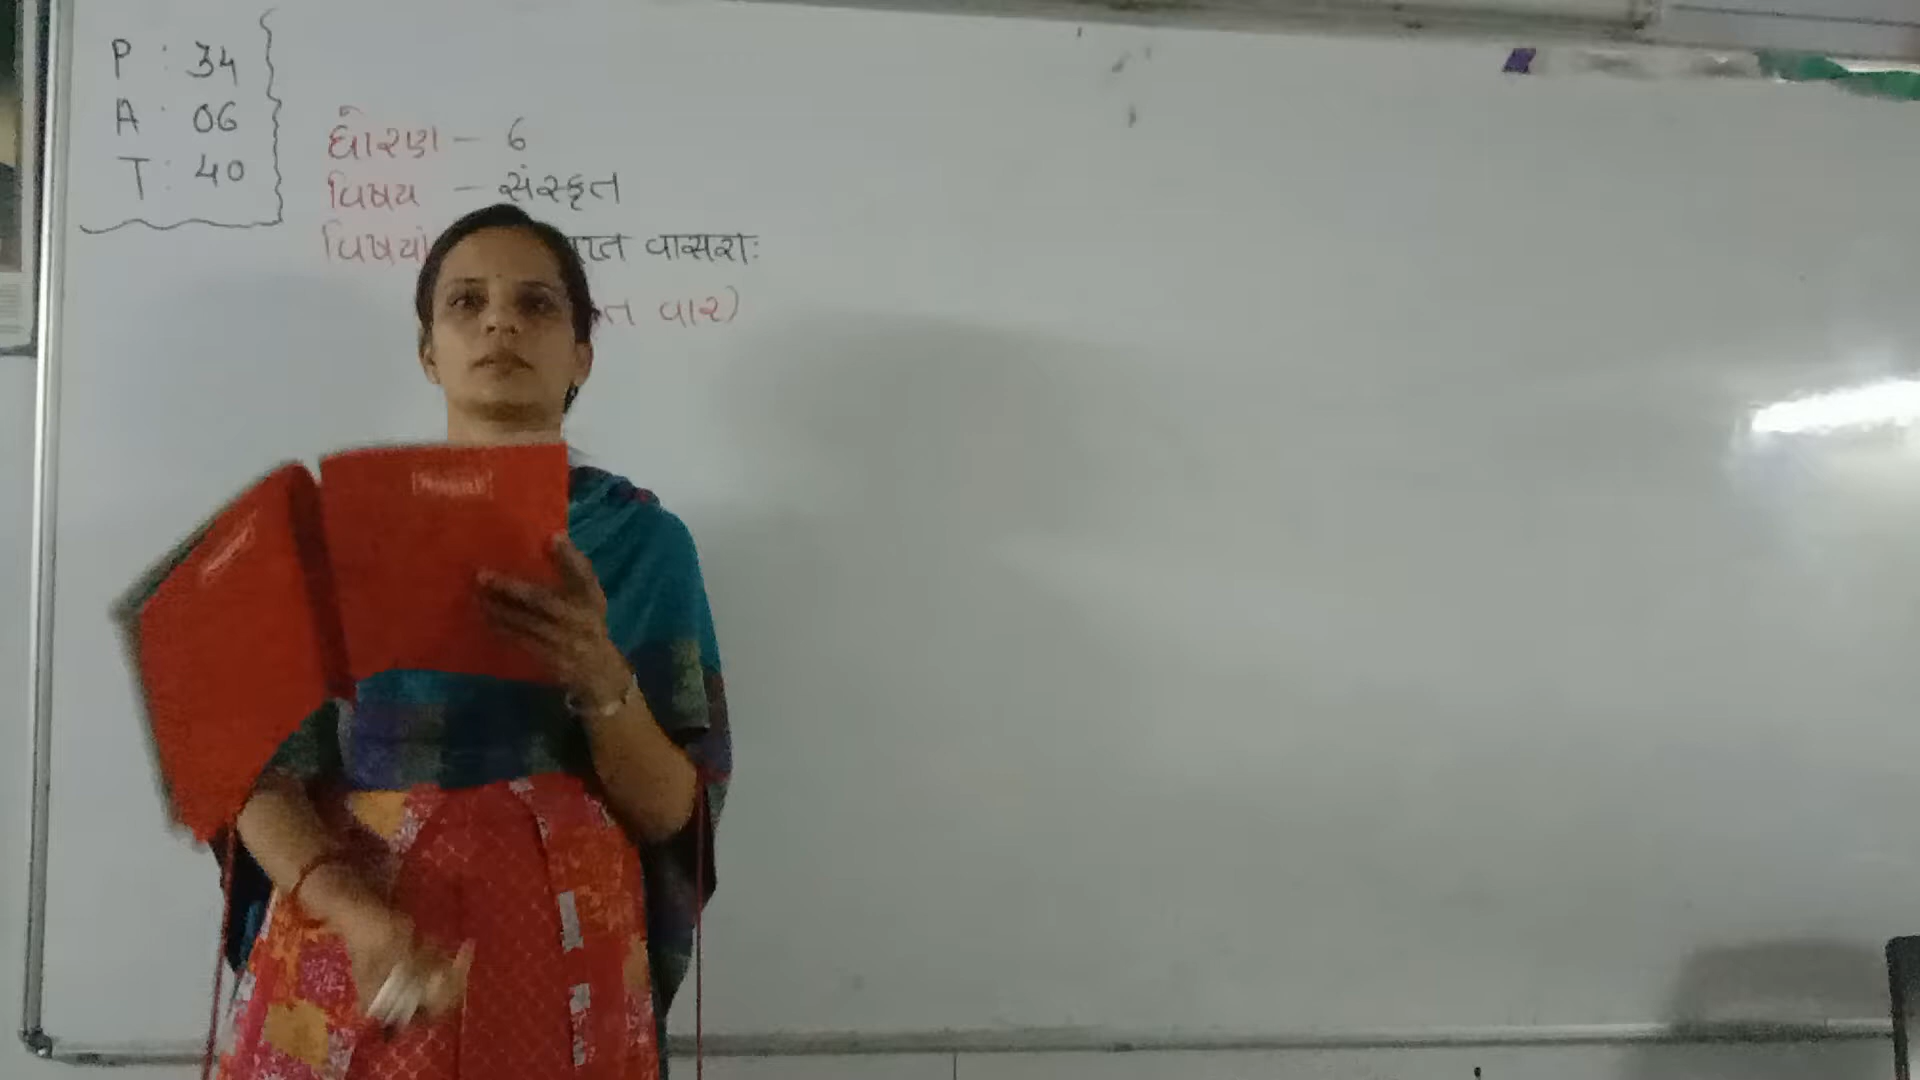 P : 34
A : 06
T : 40
ધોરણ - 6
વિષય - સંસ્કૃત
વાસરાઃ
વાર)